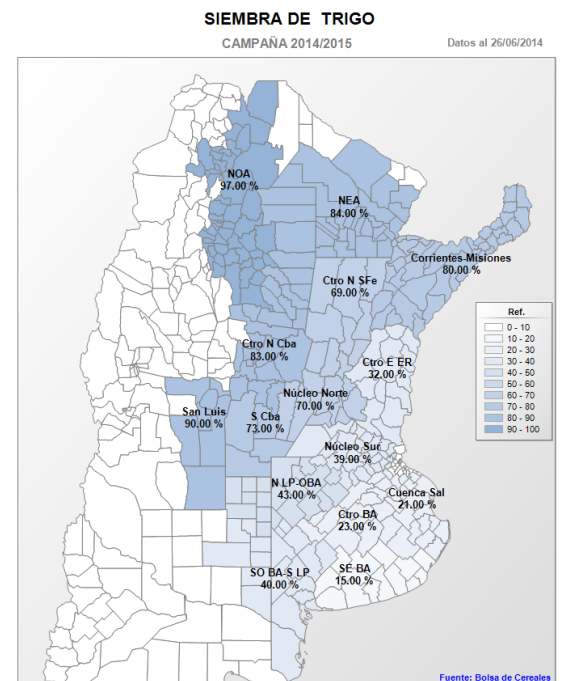 SIEMBRA DE TRIGO
CAMPAÑA 2014/2015
Datos al 26/06/2014
NOA
97.00 %
NEA
84.00 %
Corrientes-Misiones
80.00 %
Ctro N SFe
69.00 %
Ref.
0 - 10
10 - 20
20 - 30
30 - 40
40 - 50
50 - 60
60 - 70
70 - 80
80 - 90
90 - 100
Ctro N Cba
83.00 %
Ctro E ER
32.00 %
Núcleo Norte
70.00 %
San Luis
90.00 %
S Cba
73.00 %
Núcleo Sur
39.00 %
N LP-OBA
43.00 %
Cuenca Sal
21.00 %
Ctro BA
23.00 %
SO BA-S LP
40.00 %
SE BA
15.00 %
Fuente: Bolsa de Cereales